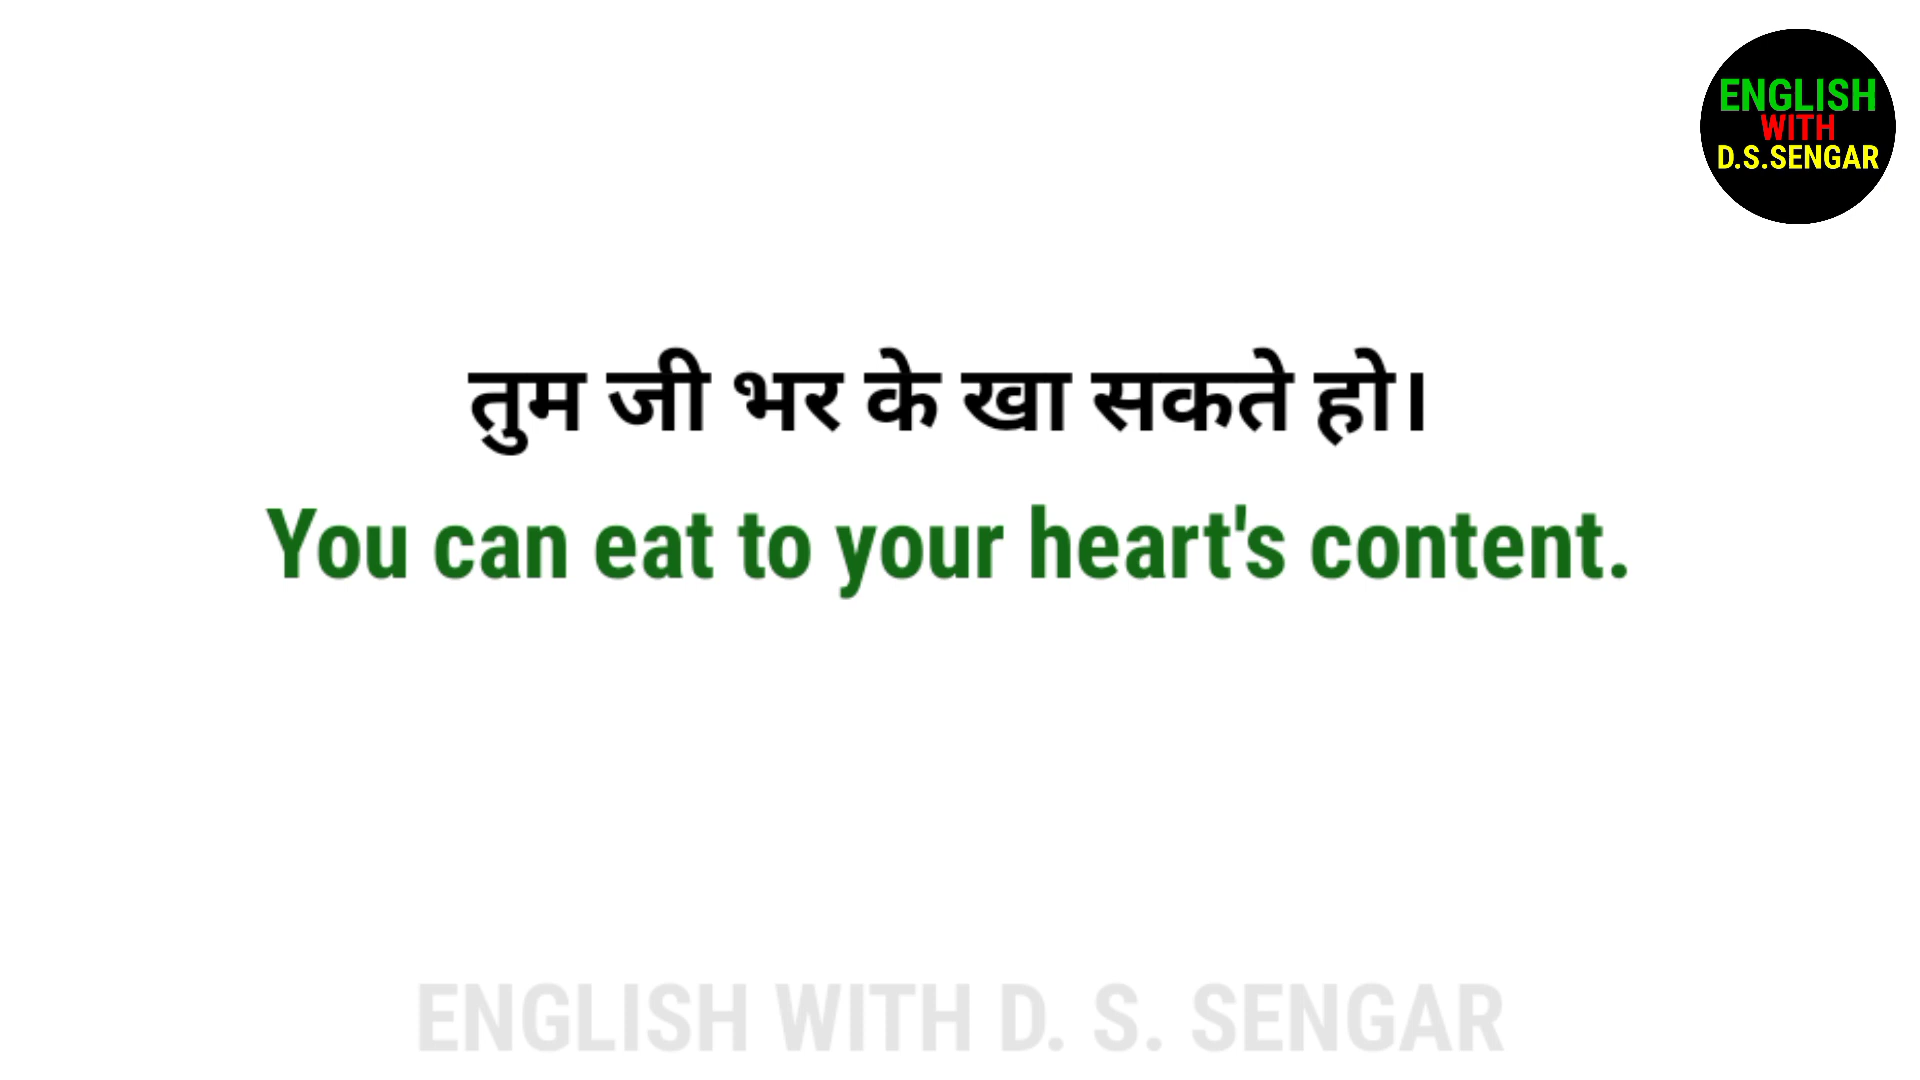 ENGLISH
WITH
D.S.SENGAR
तुम जी भर के खा सकते हो।
You can eat to your heart's content.
ENGLISH WITH D. S. SENGAR